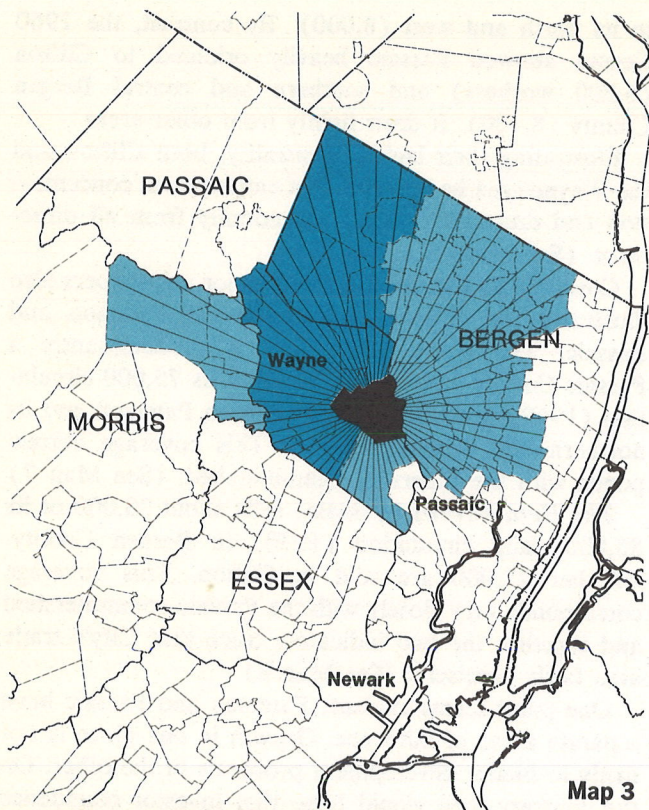 PASSAIC
BERGEN
Wayne
MORRIS
Passaic
ESSEX
Newark
Map 3